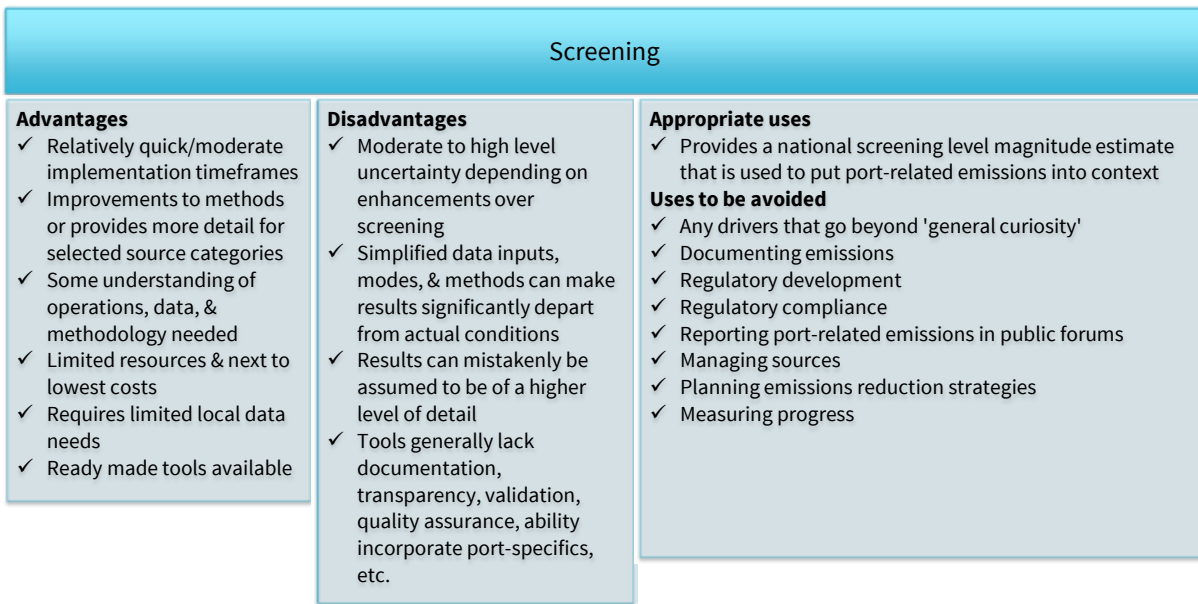 Screening
Advantages
✓ Relatively quick/moderate
implementation timeframes
✓ Improvements to methods
or provides more detail for
selected source categories
✓ Some understanding of
operations, data, &
methodology needed
✓ Limited resources & next to
lowest costs
✓ Requires limited local data
needs
✓ Ready made tools available
Disadvantages
✓ Moderate to high level
uncertainty depending on
enhancements over
screening
✓ Simplified data inputs,
modes, & methods can make
results significantly depart
from actual conditions
✓ Results can mistakenly be
assumed to be of a higher
level of detail
✓ Tools generally lack
documentation,
transparency, validation,
quality assurance, ability
incorporate port-specifics,
etc.
Appropriate uses
✓ Provides a national screening level magnitude estimate
that is used to put port-related emissions into context
Uses to be avoided
✓ Any drivers that go beyond 'general curiosity'
✓ Documenting emissions
✓ Regulatory development
✓ Regulatory compliance
✓ Reporting port-related emissions in public forums
✓ Managing sources
✓ Planning emissions reduction strategies
✓ Measuring progress